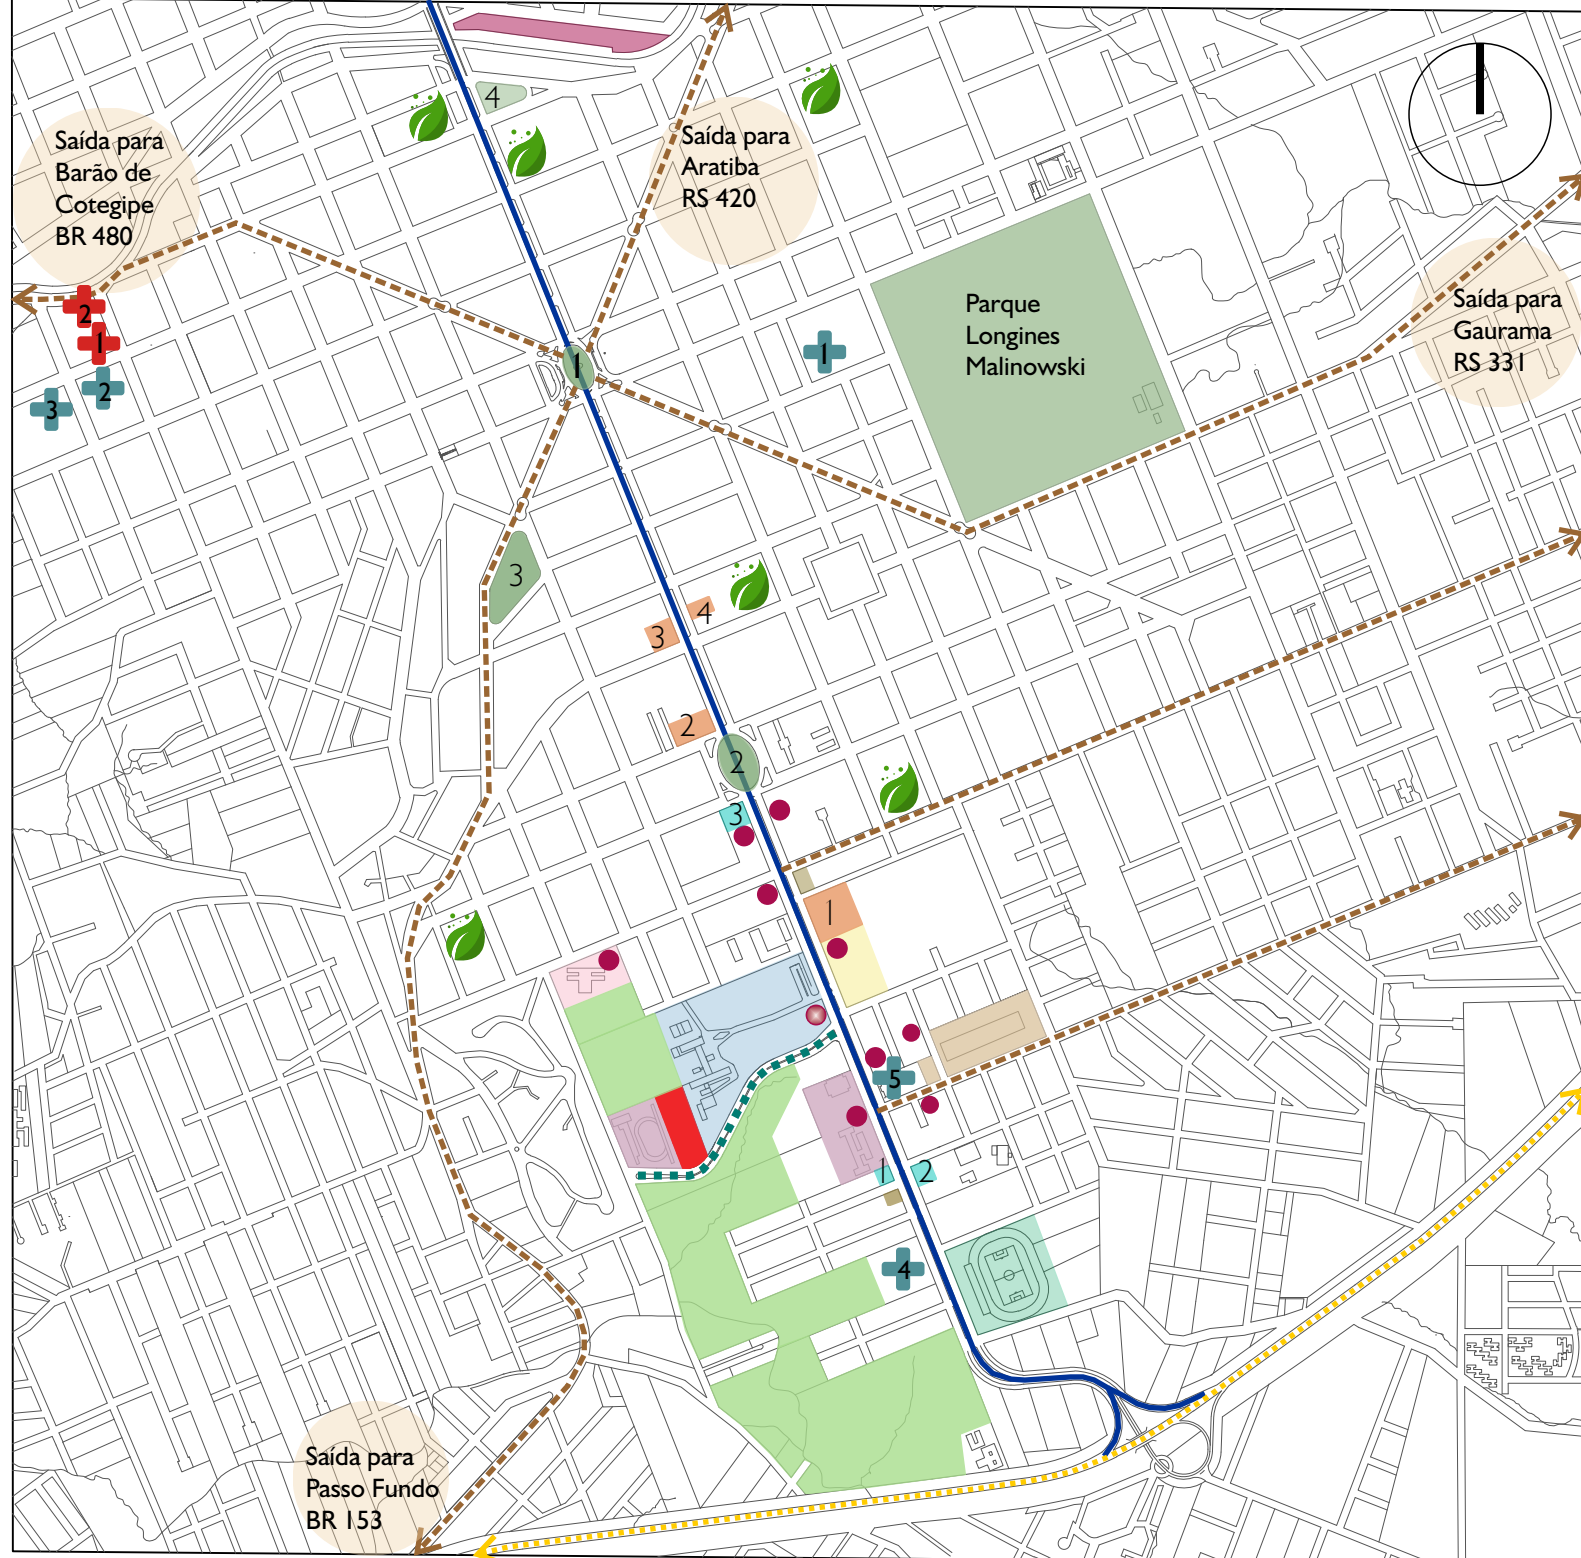 4
Saída para
Barão de
Cotegipe
BR 480
Saída para
Aratiba
RS 420
2
1
2
3
1
1
Parque
Longines
Malinowski
Saída para
Gaurama
RS 331
3
4
3
2
2
3
1
5
1
2
4
Saída para
Passo Fundo
BR 153